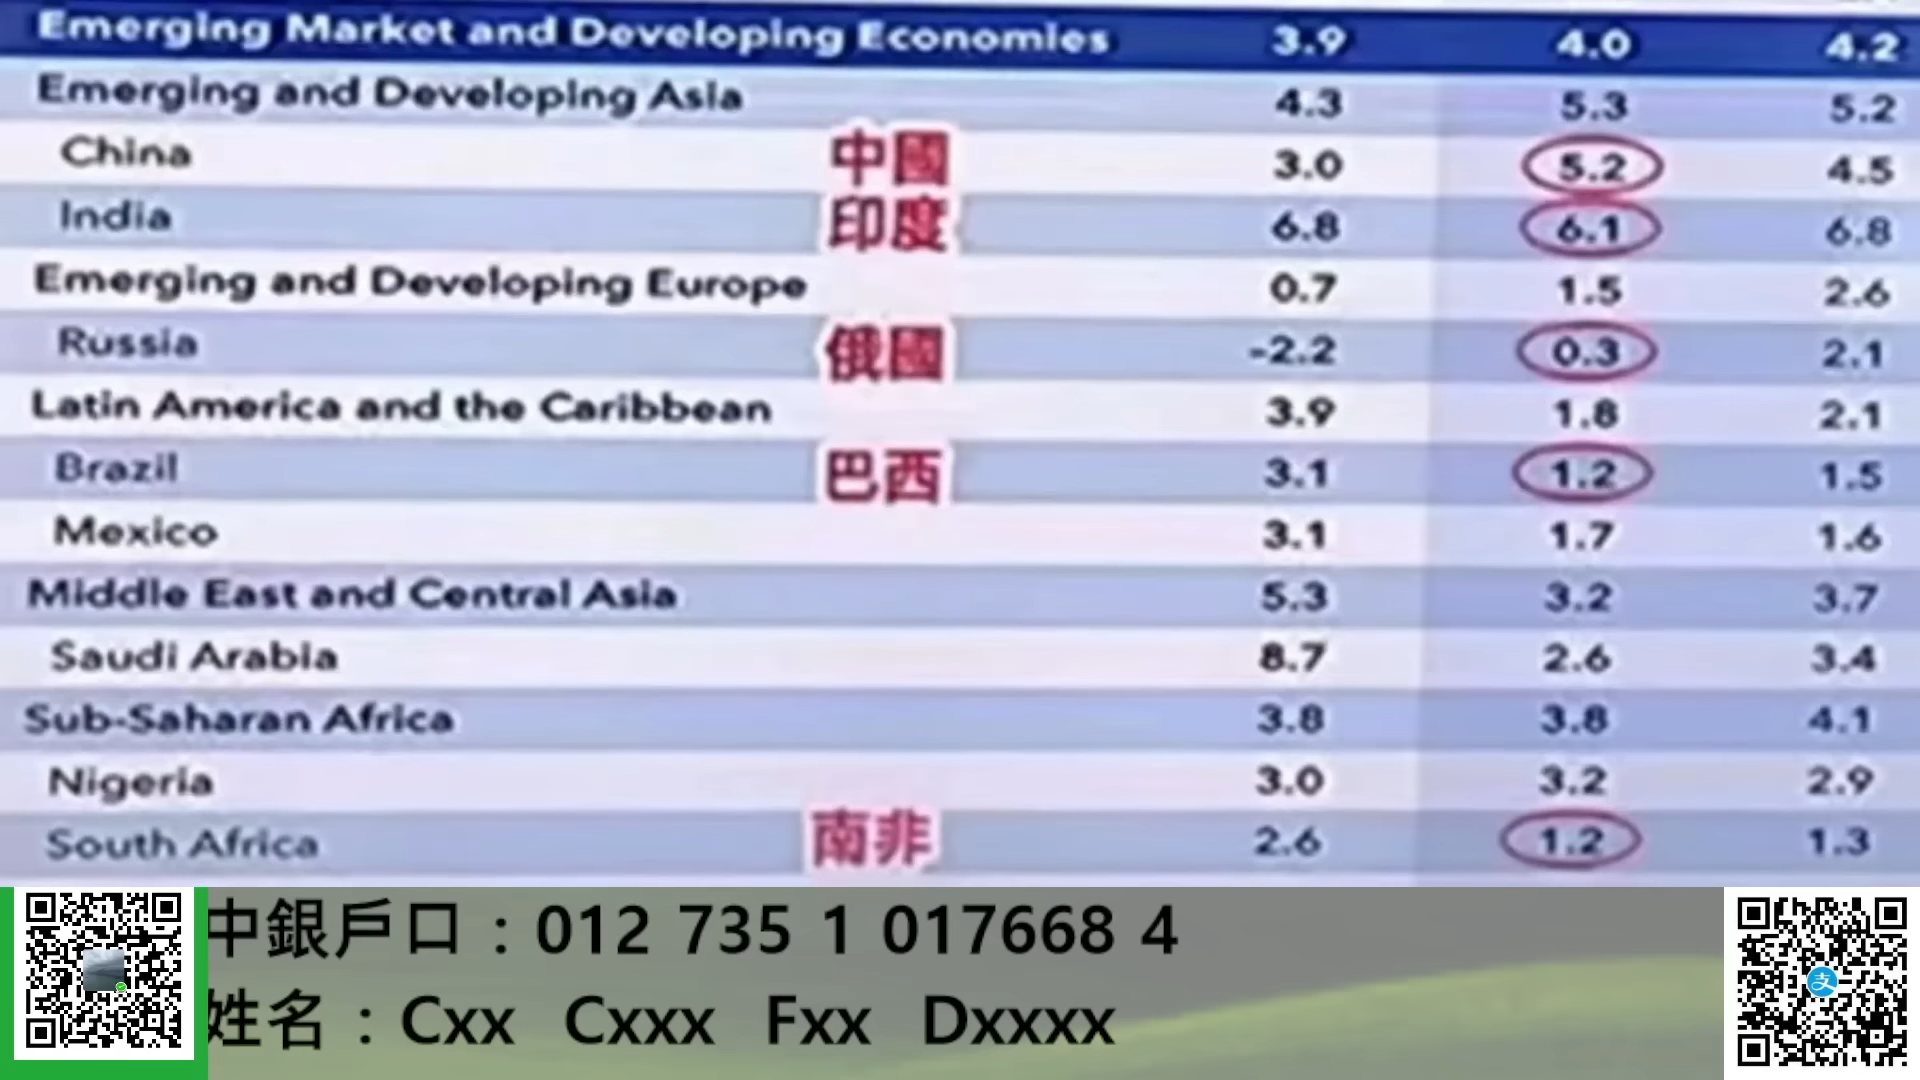 Emerging Market and Developing Economies 3.9 4.0 4.2
Emerging and Developing Asia 4.3 5.3 5.2
China 中國 3.0 5.2 4.5
India 印度 6.8 6.1 6.8
Emerging and Developing Europe 0.7 1.5 2.6
Russia 俄國 -2.2 0.3 2.1
Latin America and the Caribbean 3.9 1.8 2.1
Brazil 巴西 3.1 1.2 1.5
Mexico 3.1 1.7 1.6
Middle East and Central Asia 5.3 3.2 3.7
Saudi Arabia 8.7 2.6 3.4
Sub-Saharan Africa 3.8 3.8 4.1
Nigeria 3.0 3.2 2.9
South Africa 南非 2.6 1.2 1.3
中銀戶口：012 735 1 017668 4
姓名：Cxx Cxxx Fxx Dxxxx
支